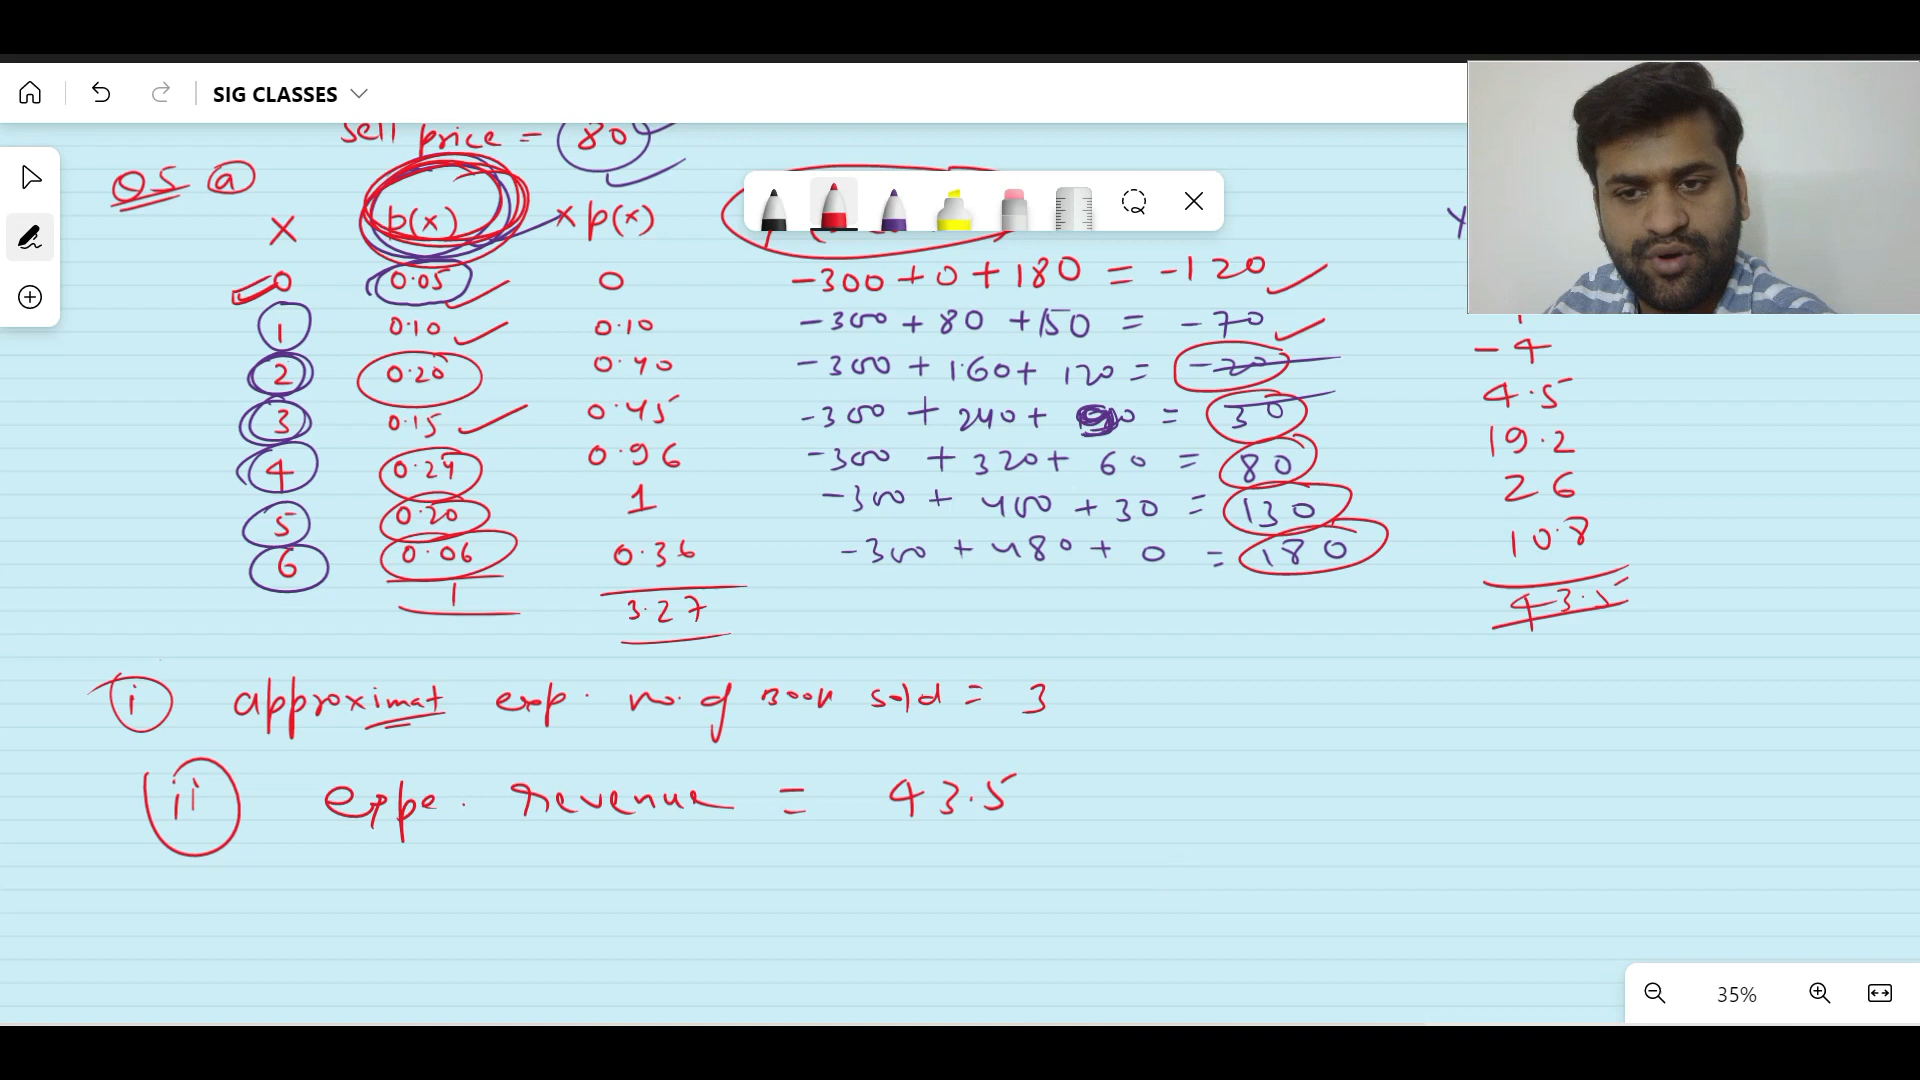 SIG CLASSES
sell price = 80
Q5 a
X p(x) x p(x) Y
0 0.05 0 -300 + 0 + 180 = -120
1 0.10 0.10 -300 + 80 + 150 = -70
2 0.20 0.40 -300 + 160 + 120 = -20 -4
3 0.15 0.45 -300 + 240 + = 30 4.5
4 0.24 0.96 -300 + 320 + 60 = 80 19.2
5 0.20 1 -300 + 400 + 30 = 130 26
6 0.06 0.36 -300 + 480 + 0 = 180 10.8
1 3.27 43.5
i approximat exp. no. of Book sold = 3
ii expe. revenue = 43.5
35%